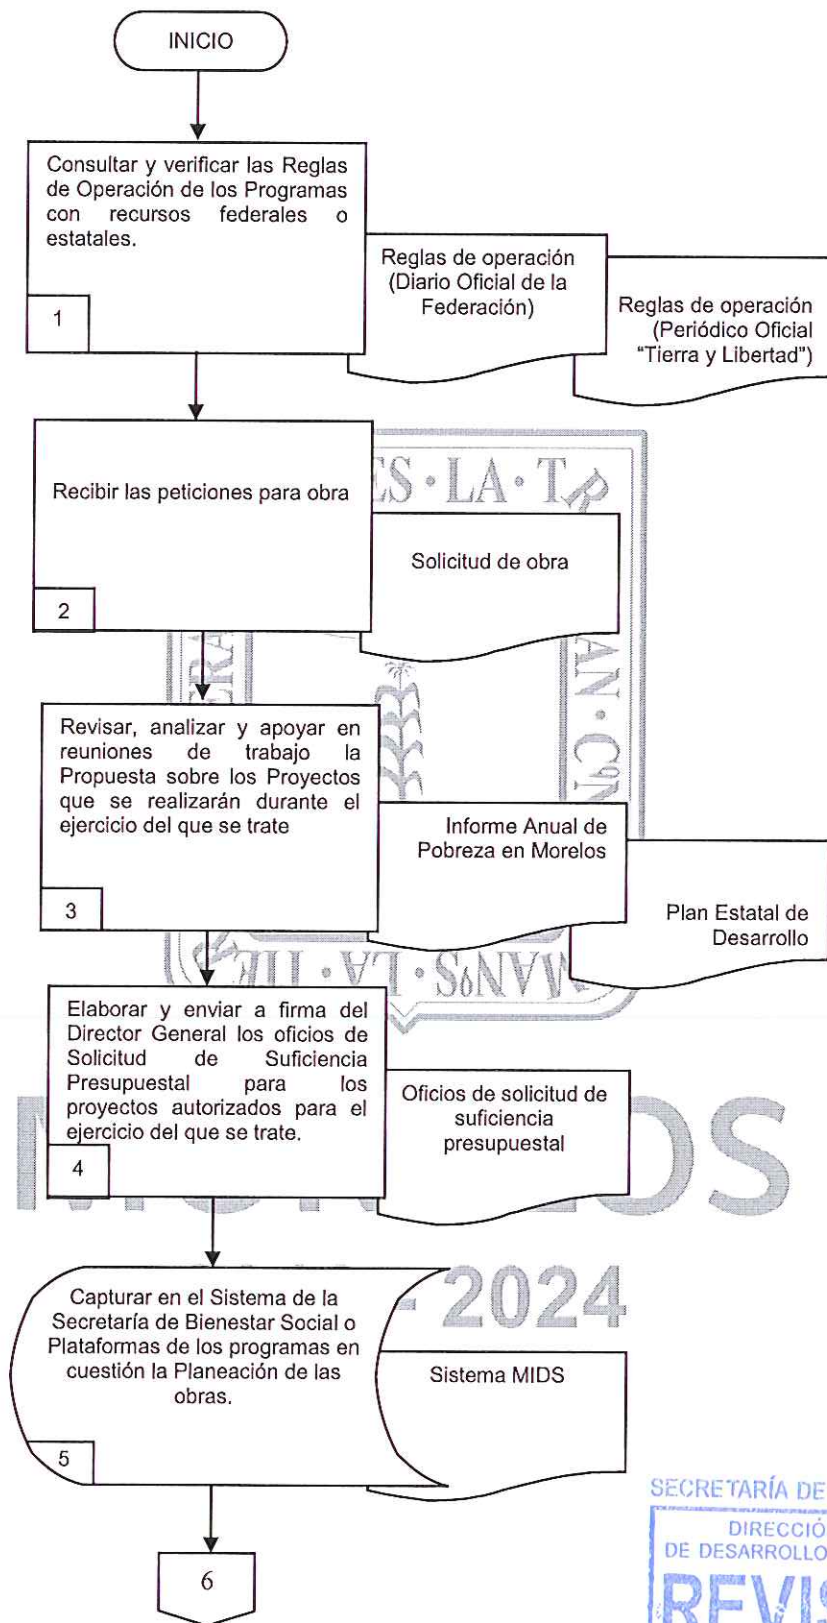 INICIO
Consultar y verificar las Reglas
de Operación de los Programas
con recursos federales o
estatales.
1
Reglas de operación
(Diario Oficial de la
Federación)
Reglas de operación
(Periódico Oficial
"Tierra y Libertad")
Recibir las peticiones para obra
2
Solicitud de obra
ES · LA · TR
Revisar, analizar y apoyar en
reuniones de trabajo la
Propuesta sobre los Proyectos
que se realizarán durante el
ejercicio del que se trate
3
Informe Anual de
Pobreza en Morelos
Plan Estatal de
Desarrollo
Elaborar y enviar a firma del
Director General los oficios de
Solicitud de Suficiencia
Presupuestal para los
proyectos autorizados para el
ejercicio del que se trate.
4
Oficios de solicitud de
suficiencia
presupuestal
OS
2024
Capturar en el Sistema de la
Secretaría de Bienestar Social o
Plataformas de los programas en
cuestión la Planeación de las
obras.
5
Sistema MIDS
6
SECRETARÍA DE
DIRECCIÓ
DE DESARROLLO
REVIS